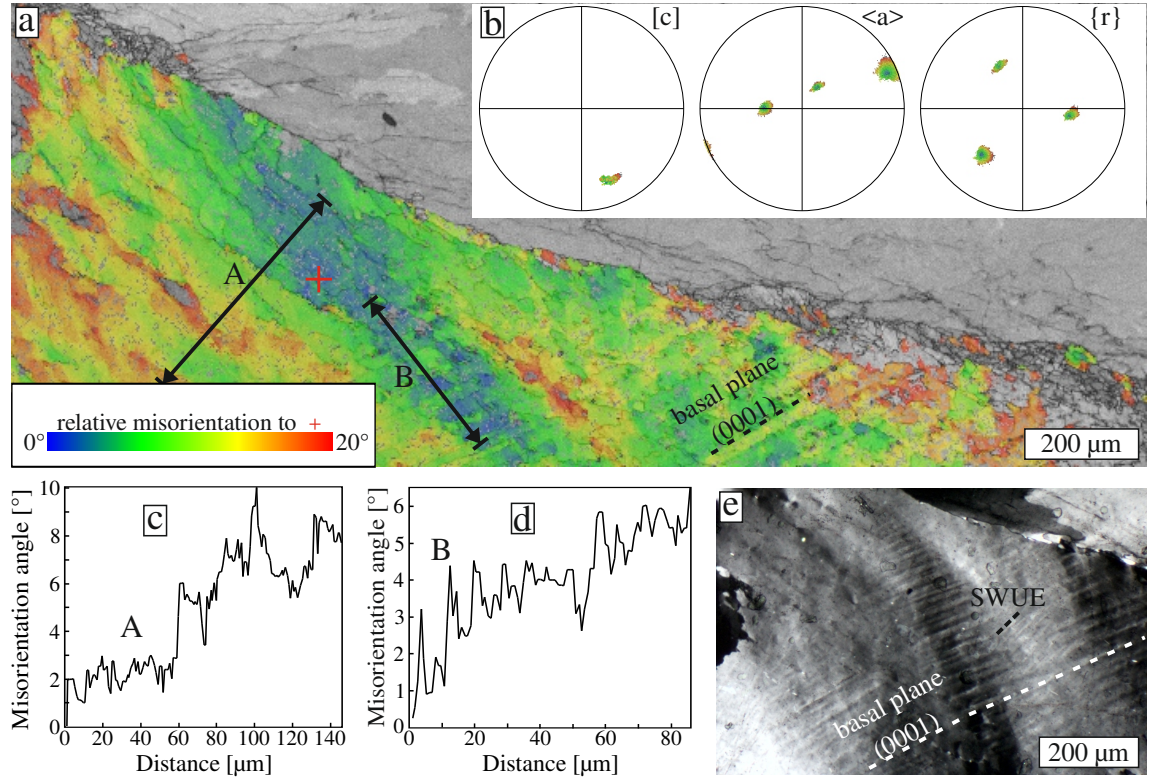 a
b
[c]
<a>
{r}
A
B
basal plane
(0001)
relative misorientation to +
0°
20°
200 μm
c
Misorientation angle [°]
10
8
6
4
2
0
A
0 20 40 60 80 100 120 140
Distance [μm]
d
Misorientation angle [°]
6
5
4
3
2
1
0
B
0 20 40 60 80
Distance [μm]
e
SWUE
basal plane
(0001)
200 μm